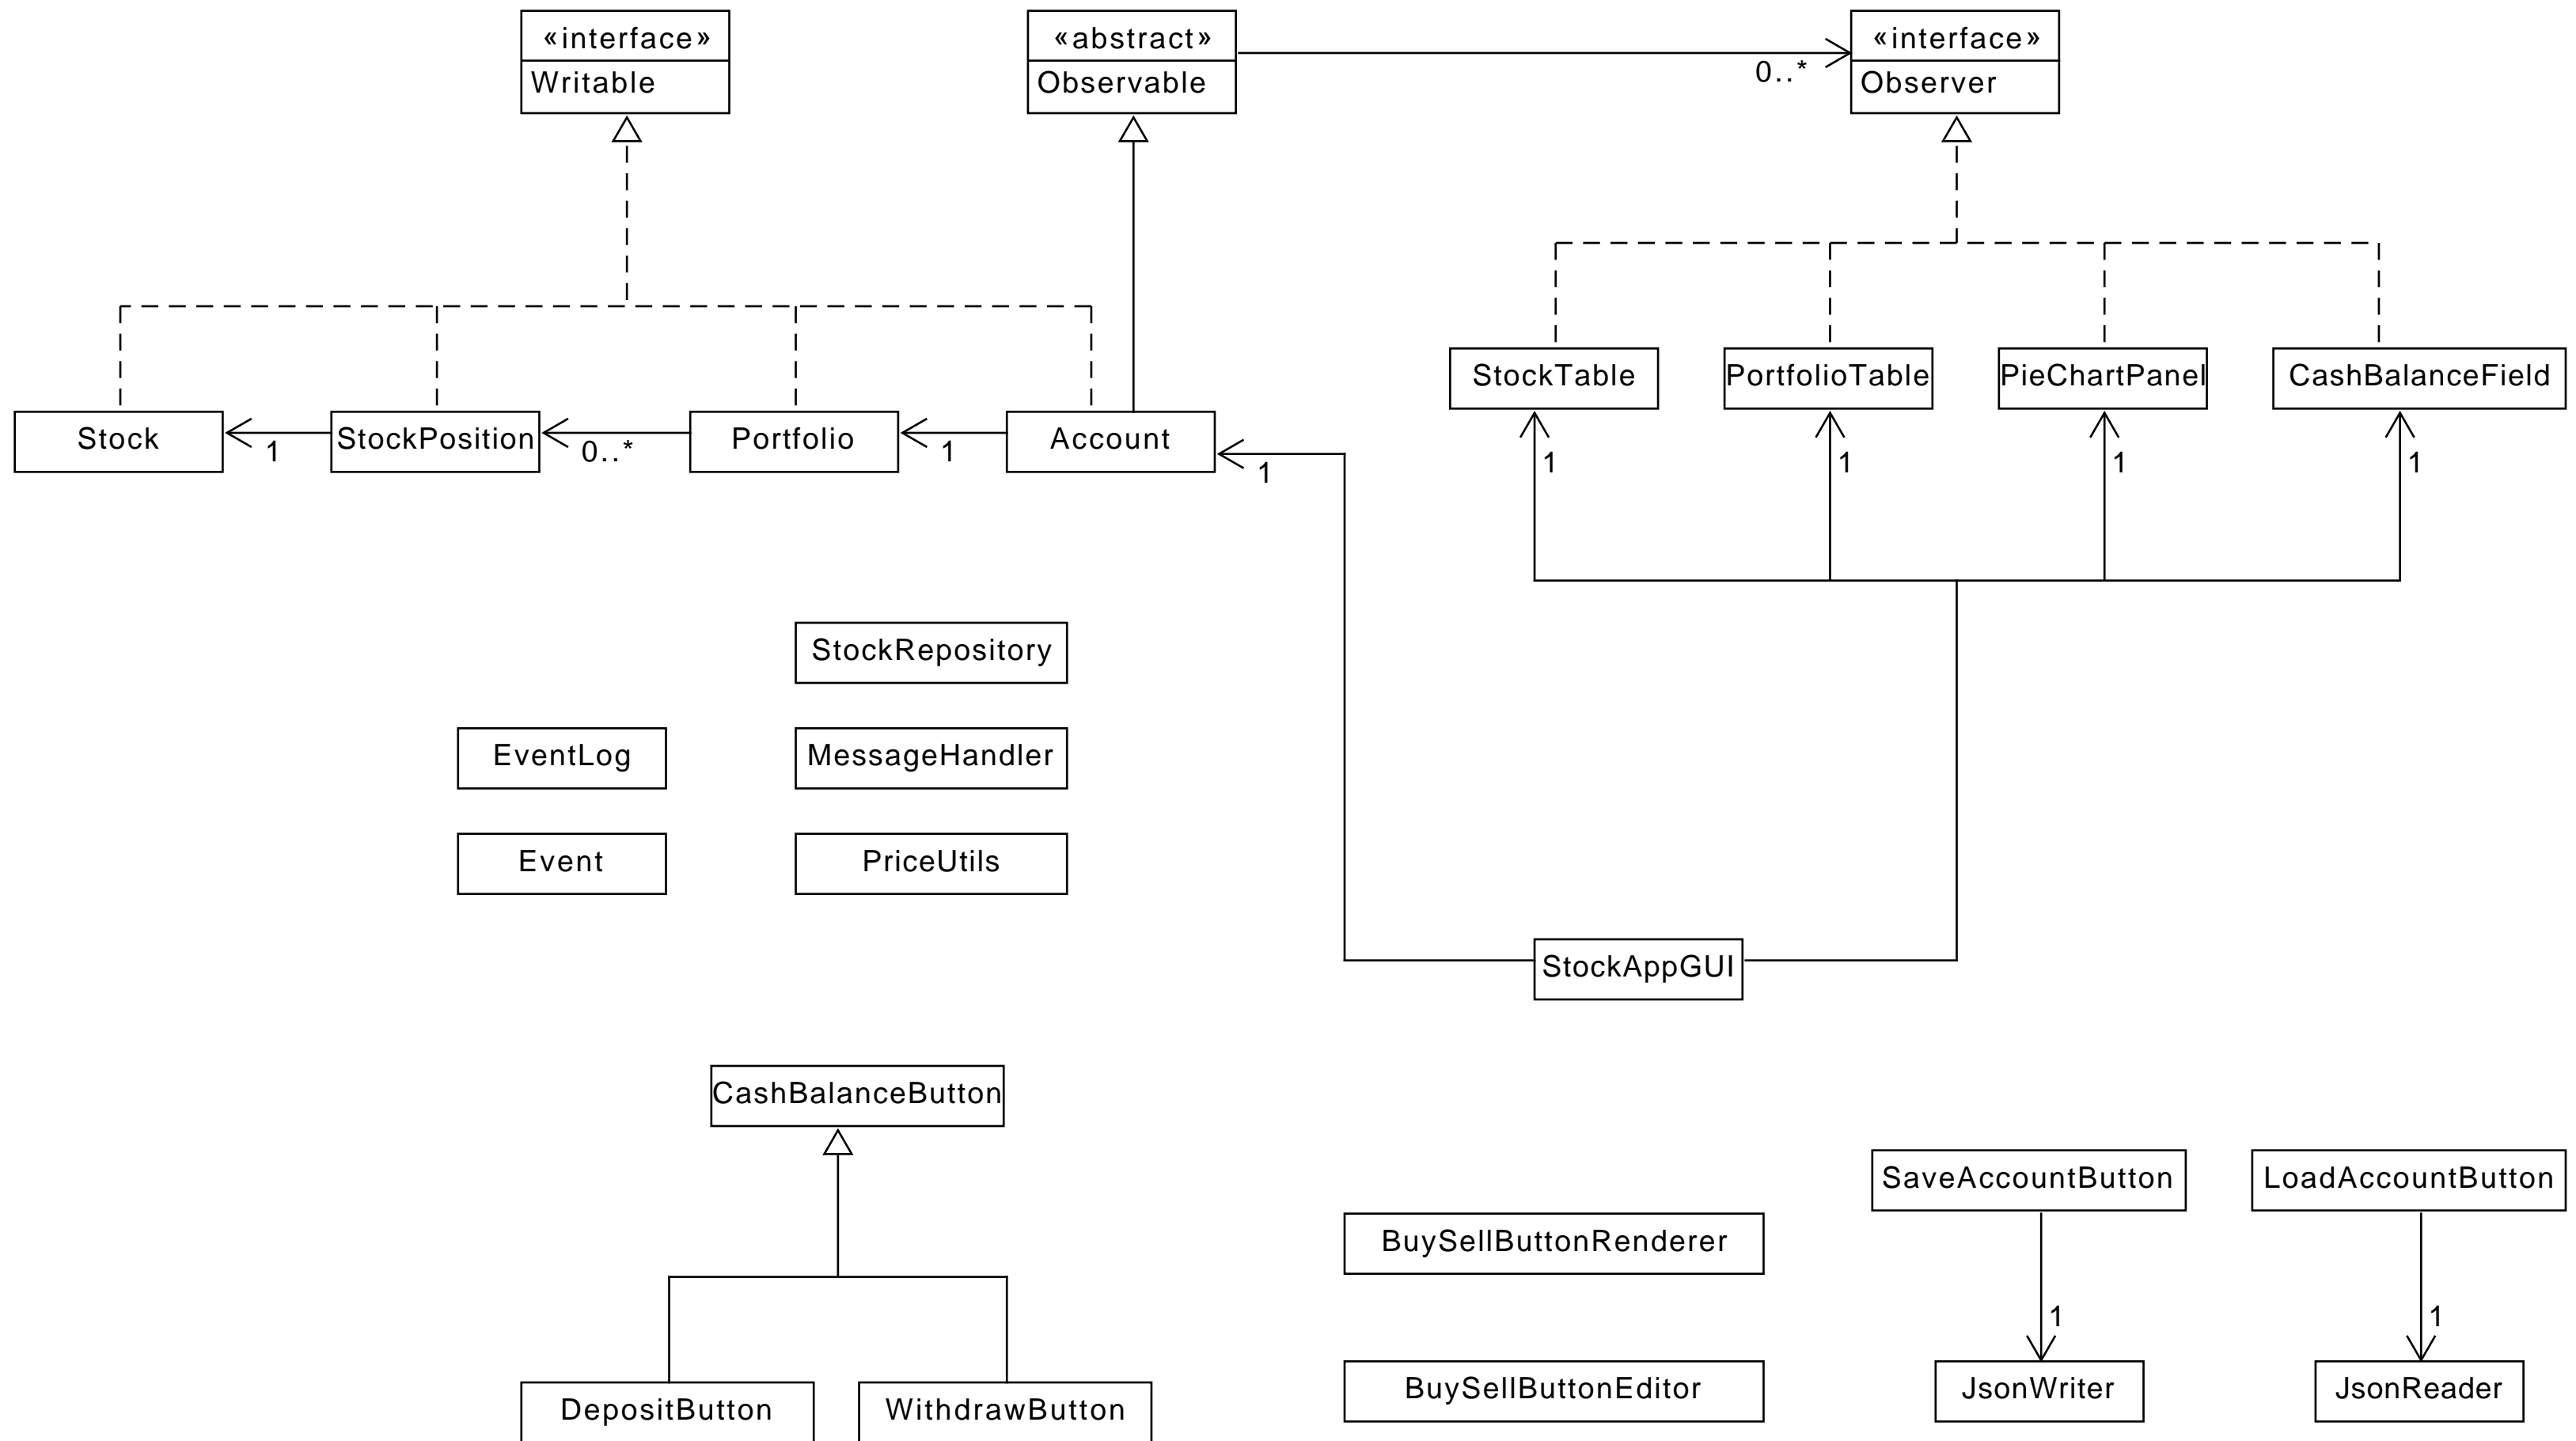 «interface»
Writable
«abstract»
Observable
0..*
«interface»
Observer
StockTable
PortfolioTable
PieChartPanel
CashBalanceField
Stock
1
StockPosition
0..*
Portfolio
1
Account
1
1
1
1
1
StockRepository
EventLog
MessageHandler
Event
PriceUtils
StockAppGUI
CashBalanceButton
SaveAccountButton
LoadAccountButton
BuySellButtonRenderer
1
1
DepositButton
WithdrawButton
BuySellButtonEditor
JsonWriter
JsonReader